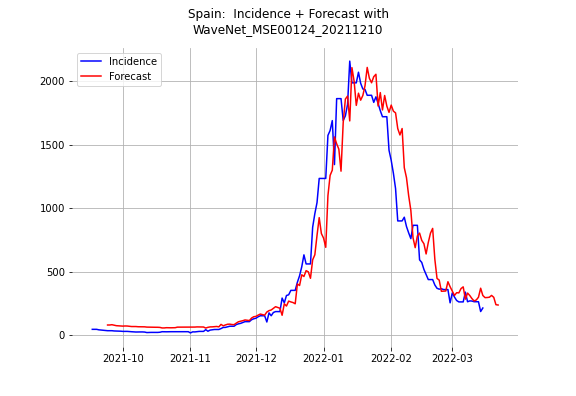 Spain:  Incidence + Forecast with
WaveNet_MSE00124_20211210
Incidence
Forecast
2000
1500
1000
500
0
2021-10
2021-11
2021-12
2022-01
2022-02
2022-03